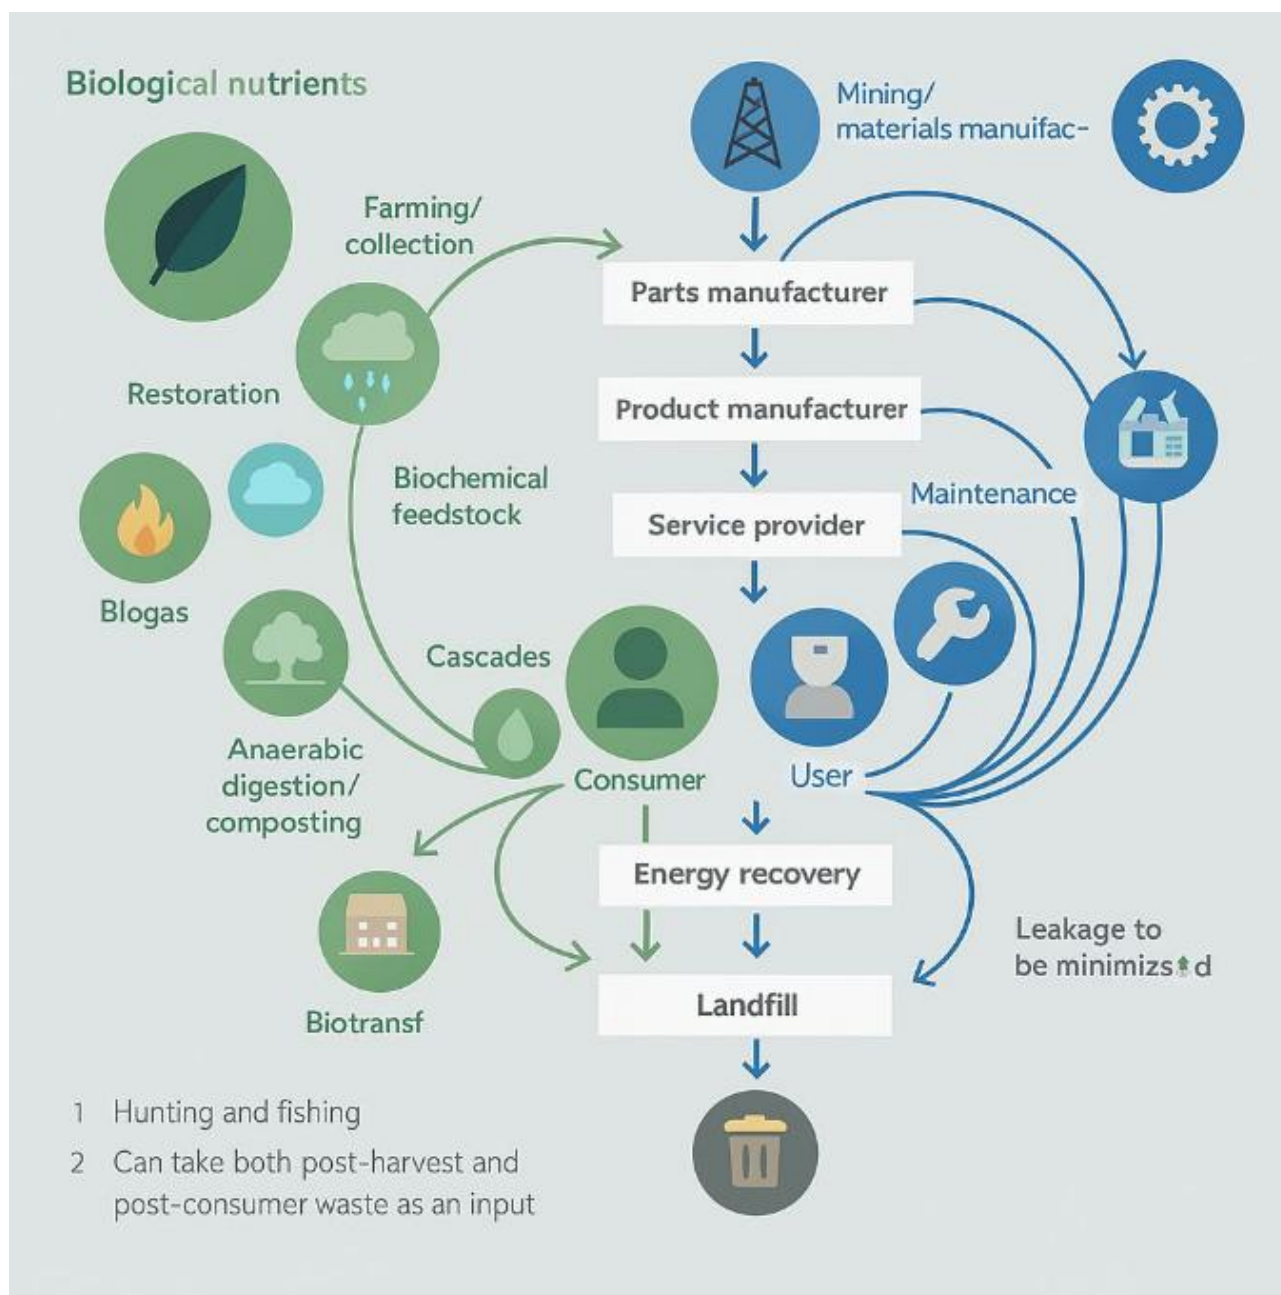 Biological nutrients
Mining/
materials manuifac-
Farming/
collection
Parts manufacturer
Restoration
Product manufacturer
Biochemical
feedstock
Maintenance
Service provider
Blogas
Cascades
Anaerabic
digestion/
composting
Consumer
User
Energy recovery
Leakage to
be minimizs d
Landfill
Biotransf
1 Hunting and fishing
2 Can take both post-harvest and
post-consumer waste as an input